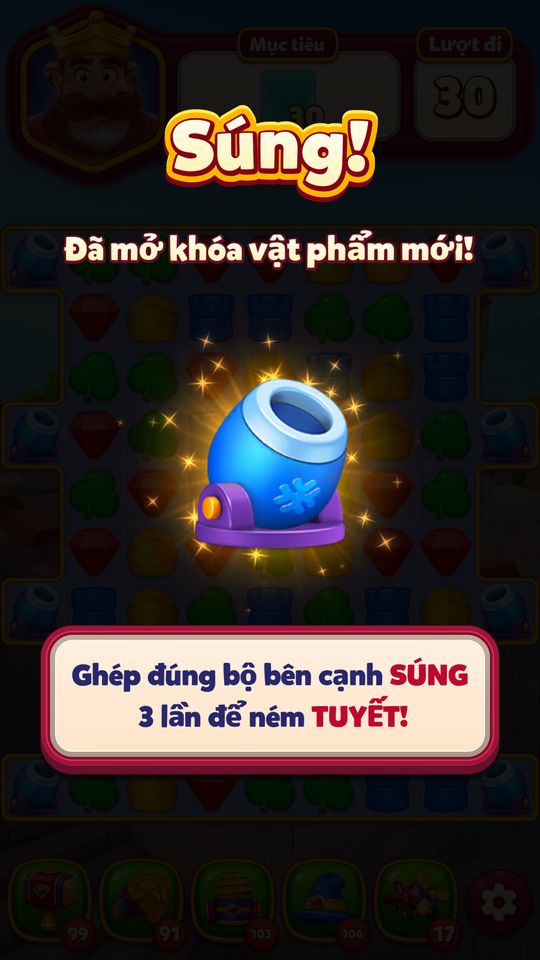 Mục tiêu
Lượt đi
30
30
Súng!
Đã mở khóa vật phẩm mới!
Ghép đúng bộ bên cạnh SÚNG
3 lần để ném TUYẾT!
99
91
103
104
17